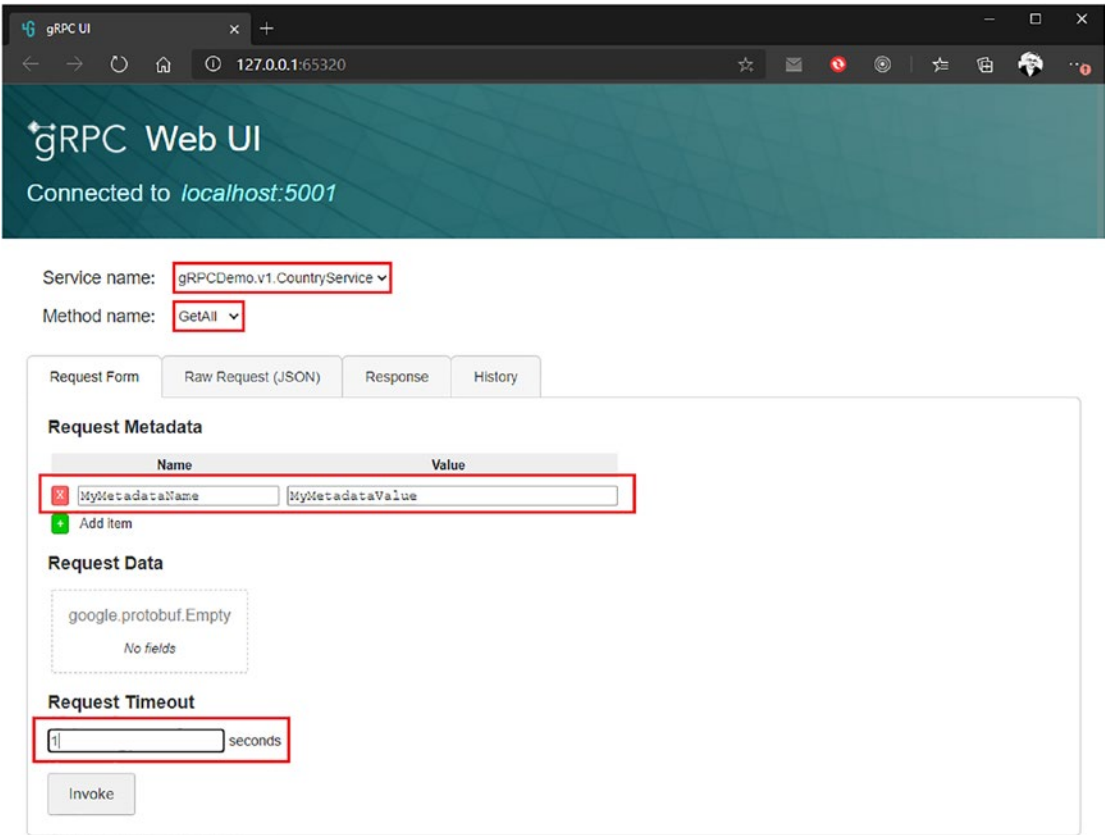 gRPC UI
127.0.0.1:65320
gRPC Web UI
Connected to localhost:5001
Service name: gRPCDemo.v1.CountryService
Method name: GetAll
Request Form Raw Request (JSON) Response History
Request Metadata
Name Value
X MyMetadataName MyMetadataValue
+ Add item
Request Data
google.protobuf.Empty
No fields
Request Timeout
1 seconds
Invoke